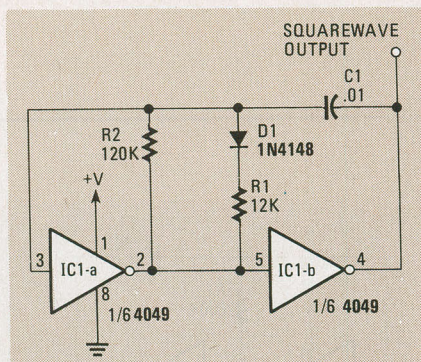 SQUAREWAVE
OUTPUT
C1
.01
R2
120K
D1
1N4148
+V
R1
12K
3
IC1-a
1
2
8
1/6 4049
5
IC1-b
4
1/6 4049